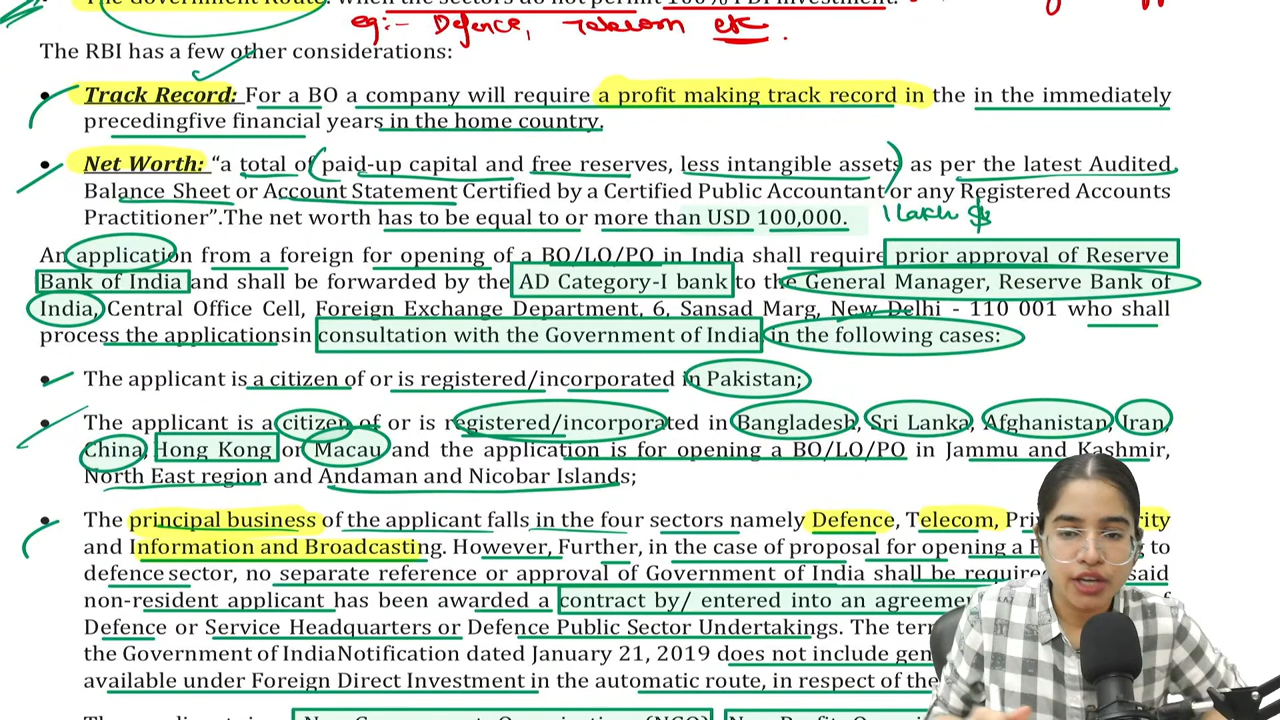 The Government Route: when the sectors do not permit 100% FDI investment.
eg:- Defence, Telecom etc.
The RBI has a few other considerations:
• Track Record: For a BO a company will require a profit making track record in the in the immediately
precedingfive financial years in the home country.
• Net Worth: “a total of paid-up capital and free reserves, less intangible assets as per the latest Audited
Balance Sheet or Account Statement Certified by a Certified Public Accountant or any Registered Accounts
Practitioner”.The net worth has to be equal to or more than USD 100,000. 1 lakh $
An application from a foreign for opening of a BO/LO/PO in India shall require prior approval of Reserve
Bank of India and shall be forwarded by the AD Category-I bank to the General Manager, Reserve Bank of
India, Central Office Cell, Foreign Exchange Department, 6, Sansad Marg, New Delhi - 110 001 who shall
process the applicationsin consultation with the Government of India in the following cases:
• The applicant is a citizen of or is registered/incorporated in Pakistan;
• The applicant is a citizen of or is registered/incorporated in Bangladesh, Sri Lanka, Afghanistan, Iran,
China, Hong Kong or Macau and the application is for opening a BO/LO/PO in Jammu and Kashmir,
North East region and Andaman and Nicobar Islands;
• The principal business of the applicant falls in the four sectors namely Defence, Telecom,
and Information and Broadcasting. However, Further, in the case of proposal for opening a to
defence sector, no separate reference or approval of Government of India shall be required said
non-resident applicant has been awarded a contract by/ entered into an
Defence or Service Headquarters or Defence Public Sector Undertakings. The
the Government of IndiaNotification dated January 21, 2019 does not include
available under Foreign Direct Investment in the automatic route, in respect of the